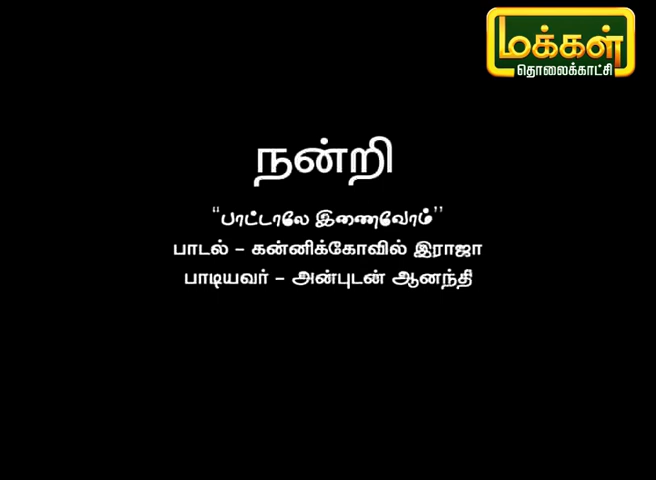 மக்கள்
தொலைக்காட்சி
நன்றி
“பாட்டாலே இணைவோம்”
பாடல் – கன்னிக்கோவில் இராஜா
பாடியவர் – அன்புடன் ஆனந்தி